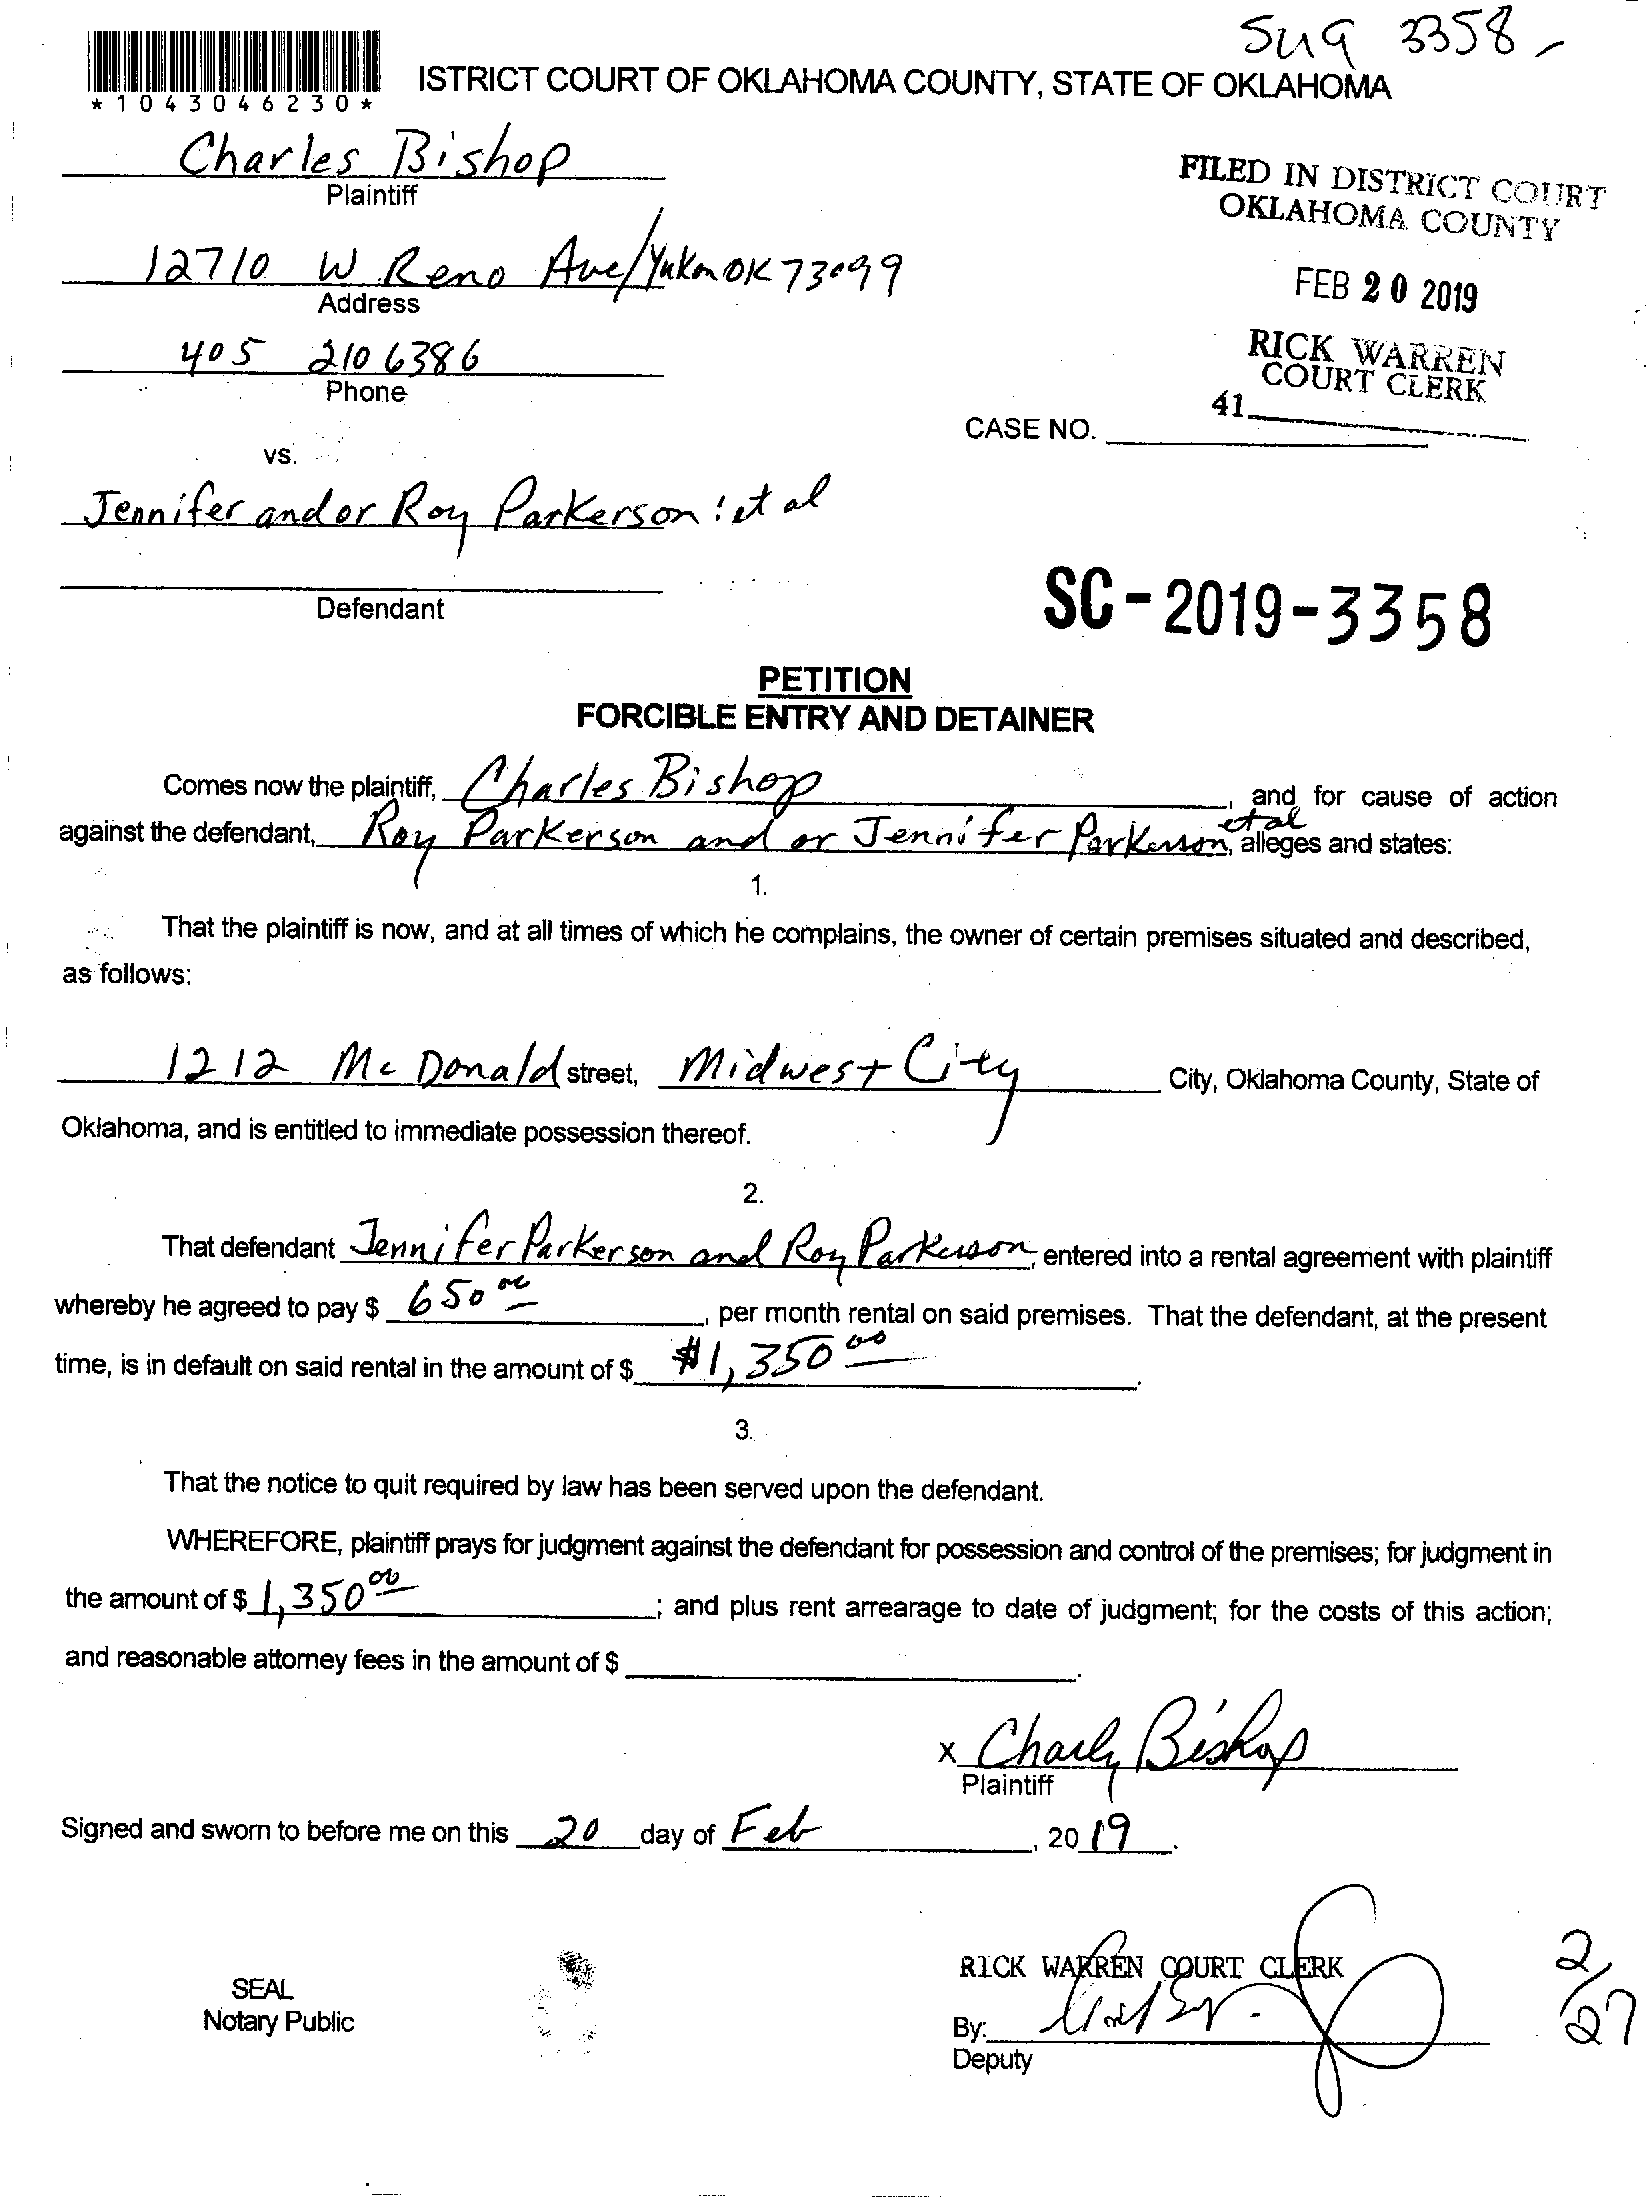 Sug 3358
ISTRICT COURT OF OKLAHOMA COUNTY, STATE OF OKLAHOMA
*1043046230*
Charles Bishop
Plaintiff
FILED IN DISTRICT COURT
OKLAHOMA COUNTY
12710 W Reno Ave/Yukon OK 73099
Address
FEB 20 2019
405 210 6386
Phone
RICK WARREN
COURT CLERK
41
CASE NO.
vs.
Jennifer and or Roy Parkerson : et al
Defendant
SC-2019-3358
PETITION
FORCIBLE ENTRY AND DETAINER
Comes now the plaintiff, Charles Bishop, and for cause of action
against the defendant, Roy Parkerson and or Jennifer Parkerson et al, alleges and states:
1.
That the plaintiff is now, and at all times of which he complains, the owner of certain premises situated and described,
as follows:
1212 Mc Donald street, Midwest City City, Oklahoma County, State of
Oklahoma, and is entitled to immediate possession thereof.
2.
That defendant Jennifer Parkerson and Roy Parkerson, entered into a rental agreement with plaintiff
whereby he agreed to pay $ 650 00, per month rental on said premises. That the defendant, at the present
time, is in default on said rental in the amount of $ $1,350 00.
3.
That the notice to quit required by law has been served upon the defendant.
WHEREFORE, plaintiff prays for judgment against the defendant for possession and control of the premises; for judgment in
the amount of $ 1,350 00; and plus rent arrearage to date of judgment; for the costs of this action;
and reasonable attorney fees in the amount of $ .
x Charles Bishop
Plaintiff
Signed and sworn to before me on this 20 day of Feb, 2019.
RICK WARREN COURT CLERK
2/27
SEAL
Notary Public
By:
Deputy